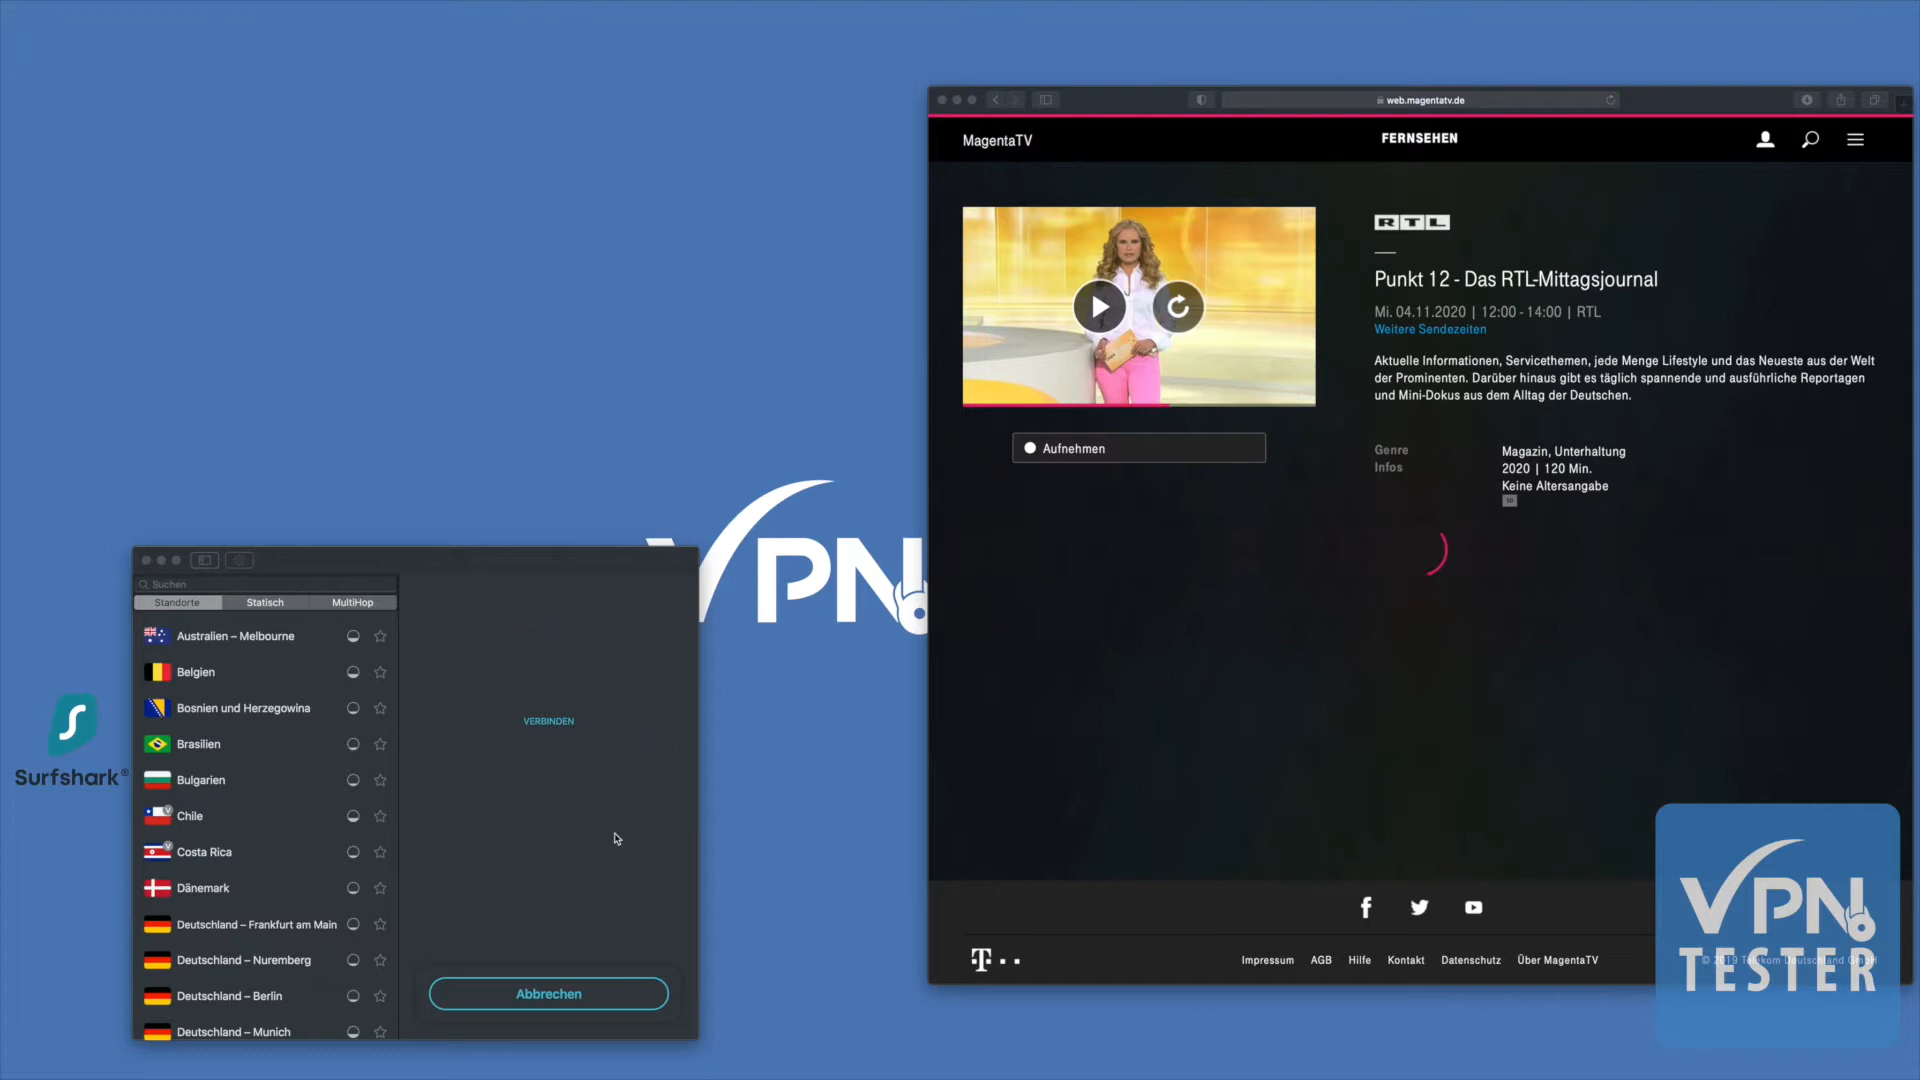 web.magentatv.de
MagentaTV
FERNSEHEN
RTL
Punkt 12 - Das RTL-Mittagsjournal
Mi. 04.11.2020 | 12:00 - 14:00 | RTL
Weitere Sendezeiten
Aktuelle Informationen, Servicethemen, jede Menge Lifestyle und das Neueste aus der Welt
der Prominenten. Darüber hinaus gibt es täglich spannende und ausführliche Reportagen
und Mini-Dokus aus dem Alltag der Deutschen.
Aufnehmen
Genre
Magazin, Unterhaltung
Infos
2020 | 120 Min.
Keine Altersangabe
VPN
Suchen
Standorte
Statisch
MultiHop
Australien – Melbourne
Belgien
Bosnien und Herzegowina
Brasilien
Bulgarien
Chile
Costa Rica
Dänemark
Deutschland – Frankfurt am Main
Deutschland – Nuremberg
Deutschland – Berlin
Deutschland – Munich
VERBINDEN
Abbrechen
Surfshark®
T
Impressum
AGB
Hilfe
Kontakt
Datenschutz
Über MagentaTV
© 2019 Telekom Deutschland GmbH
VPN
TESTER